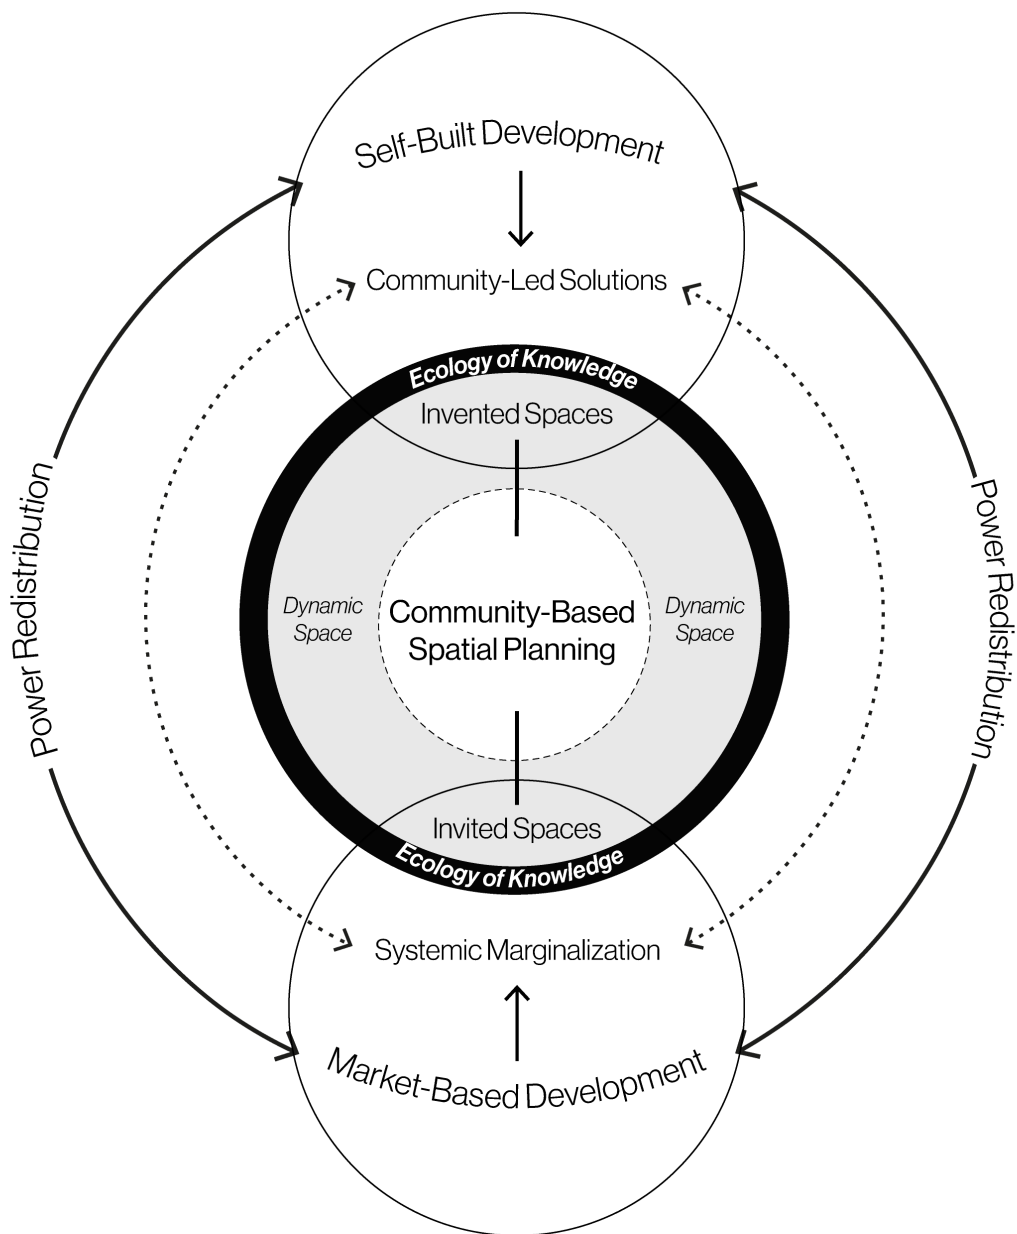 Self-Built Development
Community-Led Solutions
Ecology of Knowledge
Invented Spaces
Power Redistribution
Power Redistribution
Dynamic
Space
Community-Based
Spatial Planning
Dynamic
Space
Invited Spaces
Ecology of Knowledge
Systemic Marginalization
Market-Based Development